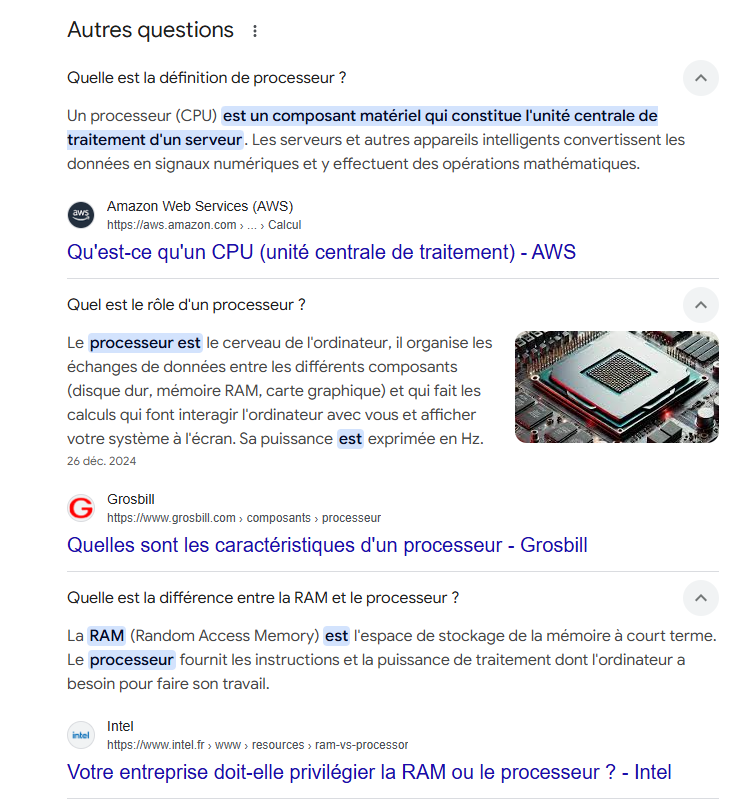 Autres questions
Quelle est la définition de processeur ?
Un processeur (CPU) est un composant matériel qui constitue l'unité centrale de
traitement d'un serveur. Les serveurs et autres appareils intelligents convertissent les
données en signaux numériques et y effectuent des opérations mathématiques.
aws
Amazon Web Services (AWS)
https://aws.amazon.com › ... › Calcul
Qu'est-ce qu'un CPU (unité centrale de traitement) - AWS
Quel est le rôle d'un processeur ?
Le processeur est le cerveau de l'ordinateur, il organise les
échanges de données entre les différents composants
(disque dur, mémoire RAM, carte graphique) et qui fait les
calculs qui font interagir l'ordinateur avec vous et afficher
votre système à l'écran. Sa puissance est exprimée en Hz.
26 déc. 2024
G
Grosbill
https://www.grosbill.com › composants › processeur
Quelles sont les caractéristiques d'un processeur - Grosbill
Quelle est la différence entre la RAM et le processeur ?
La RAM (Random Access Memory) est l'espace de stockage de la mémoire à court terme.
Le processeur fournit les instructions et la puissance de traitement dont l'ordinateur a
besoin pour faire son travail.
intel
Intel
https://www.intel.fr › www › resources › ram-vs-processor
Votre entreprise doit-elle privilégier la RAM ou le processeur ? - Intel